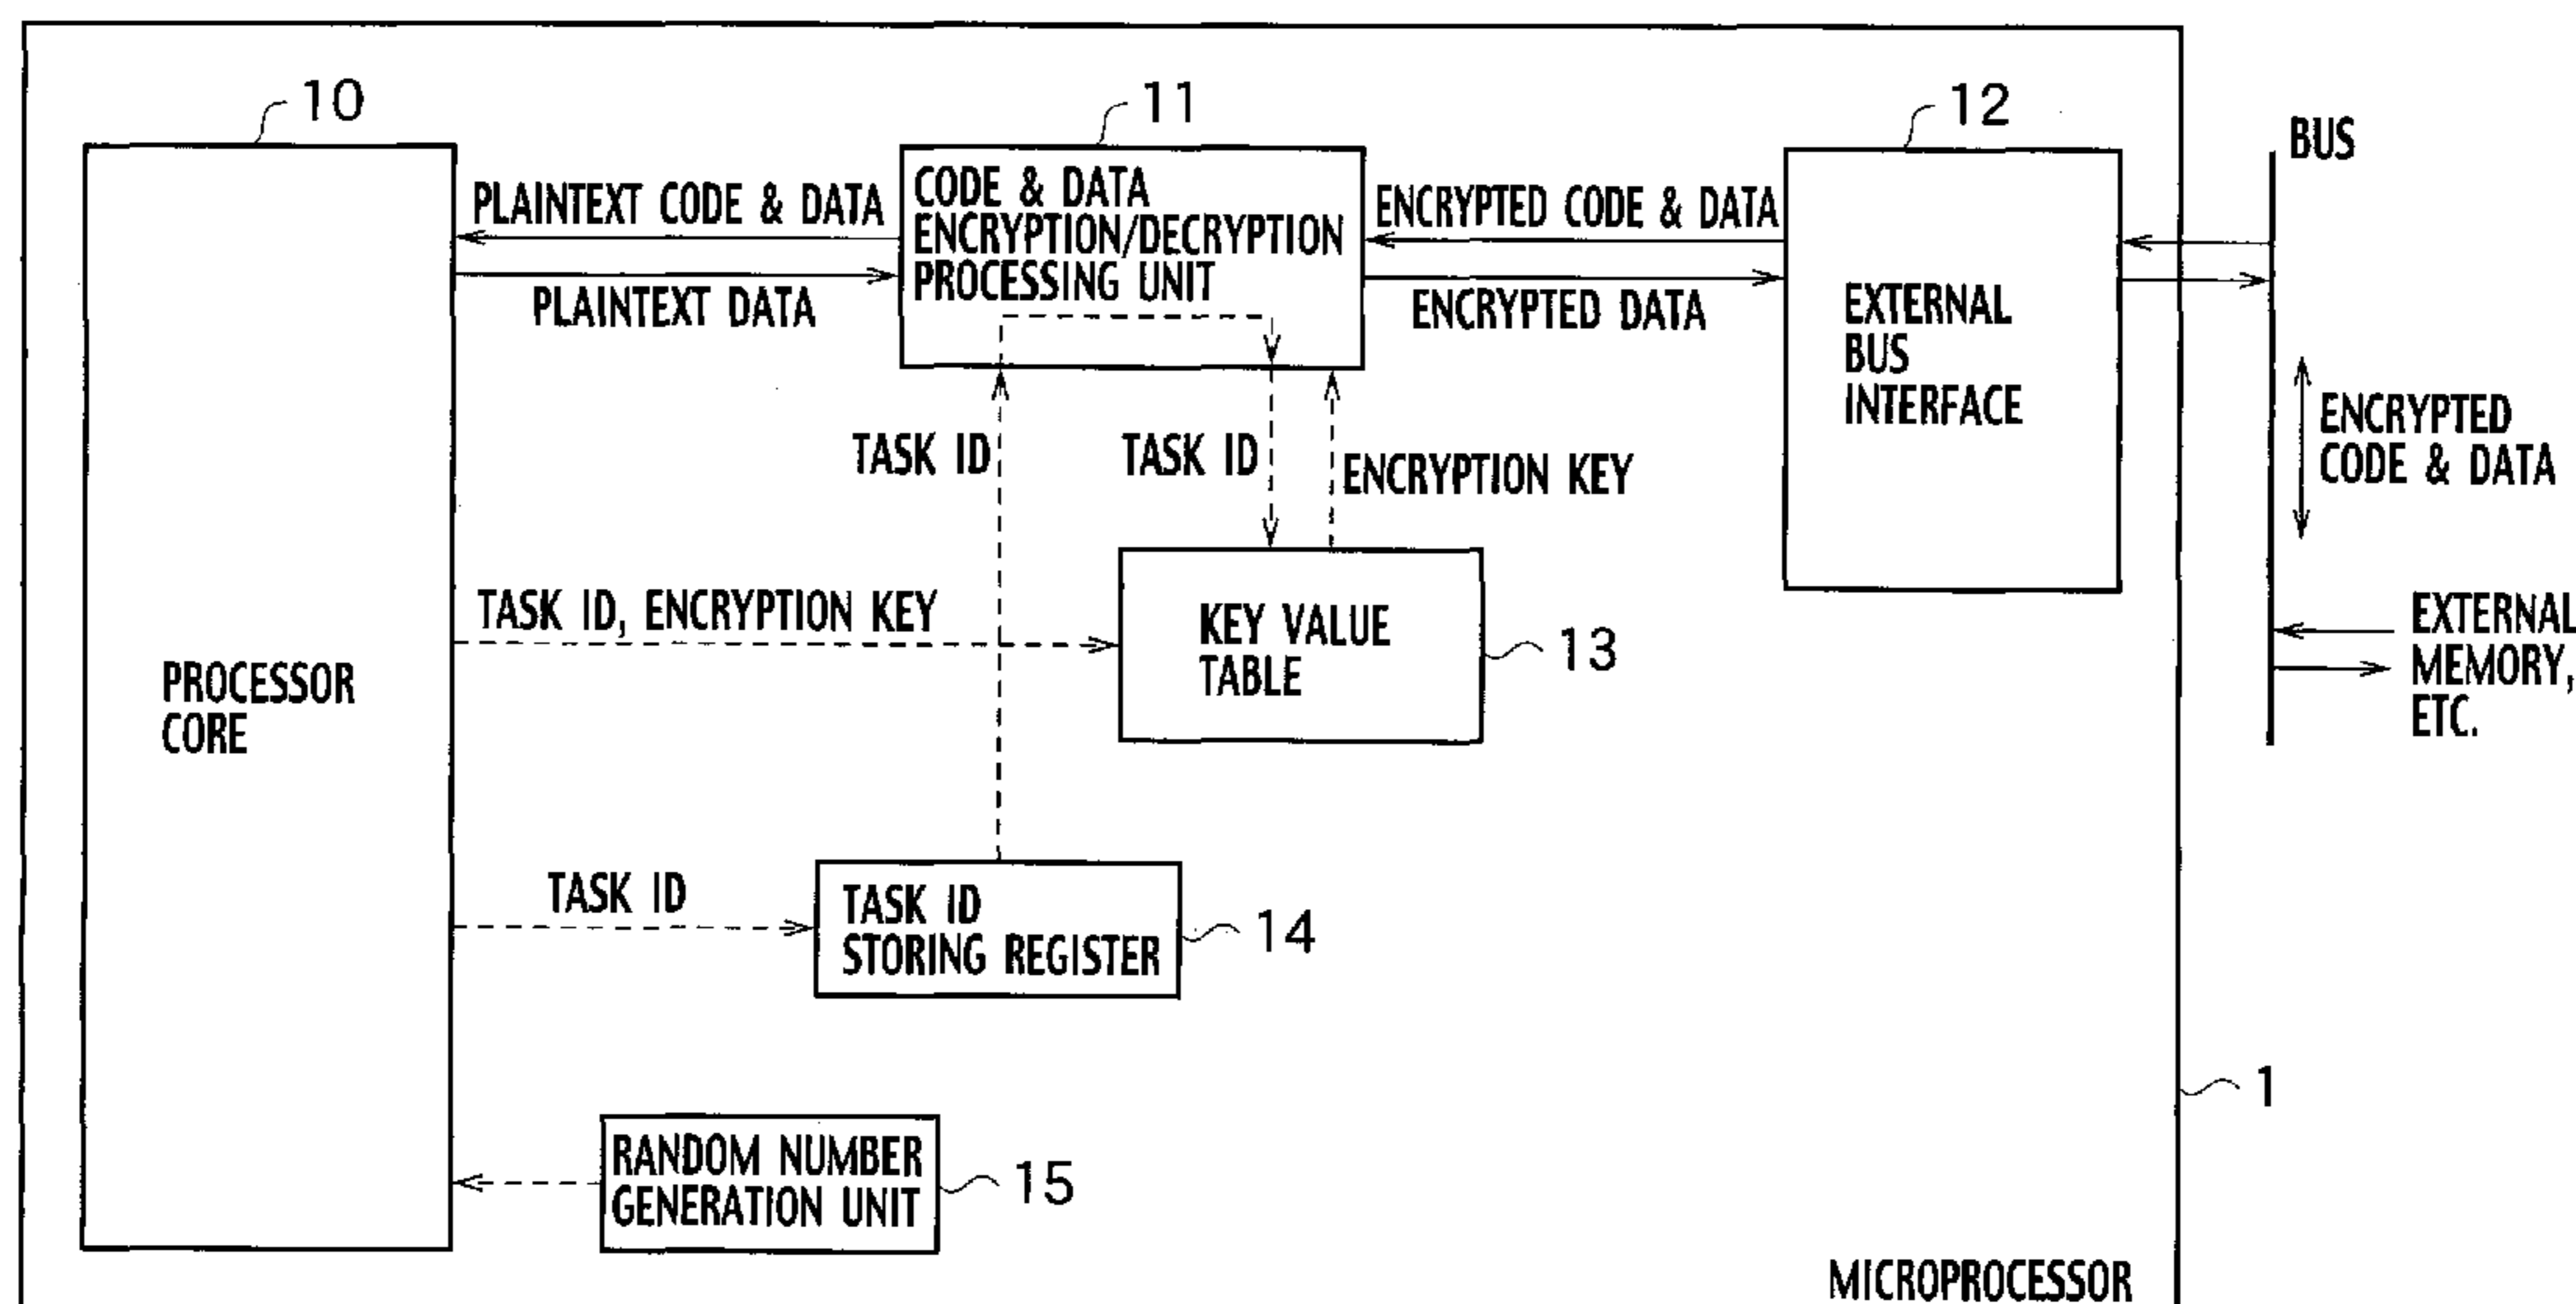 10
11
12
BUS
PLAINTEXT CODE & DATA
PLAINTEXT DATA
CODE & DATA
ENCRYPTION/DECRYPTION
PROCESSING UNIT
ENCRYPTED CODE & DATA
ENCRYPTED DATA
EXTERNAL
BUS
INTERFACE
ENCRYPTED
CODE & DATA
TASK ID
TASK ID
ENCRYPTION KEY
TASK ID, ENCRYPTION KEY
KEY VALUE
TABLE
13
EXTERNAL
MEMORY,
ETC.
PROCESSOR
CORE
TASK ID
TASK ID
STORING REGISTER
14
1
RANDOM NUMBER
GENERATION UNIT
15
MICROPROCESSOR